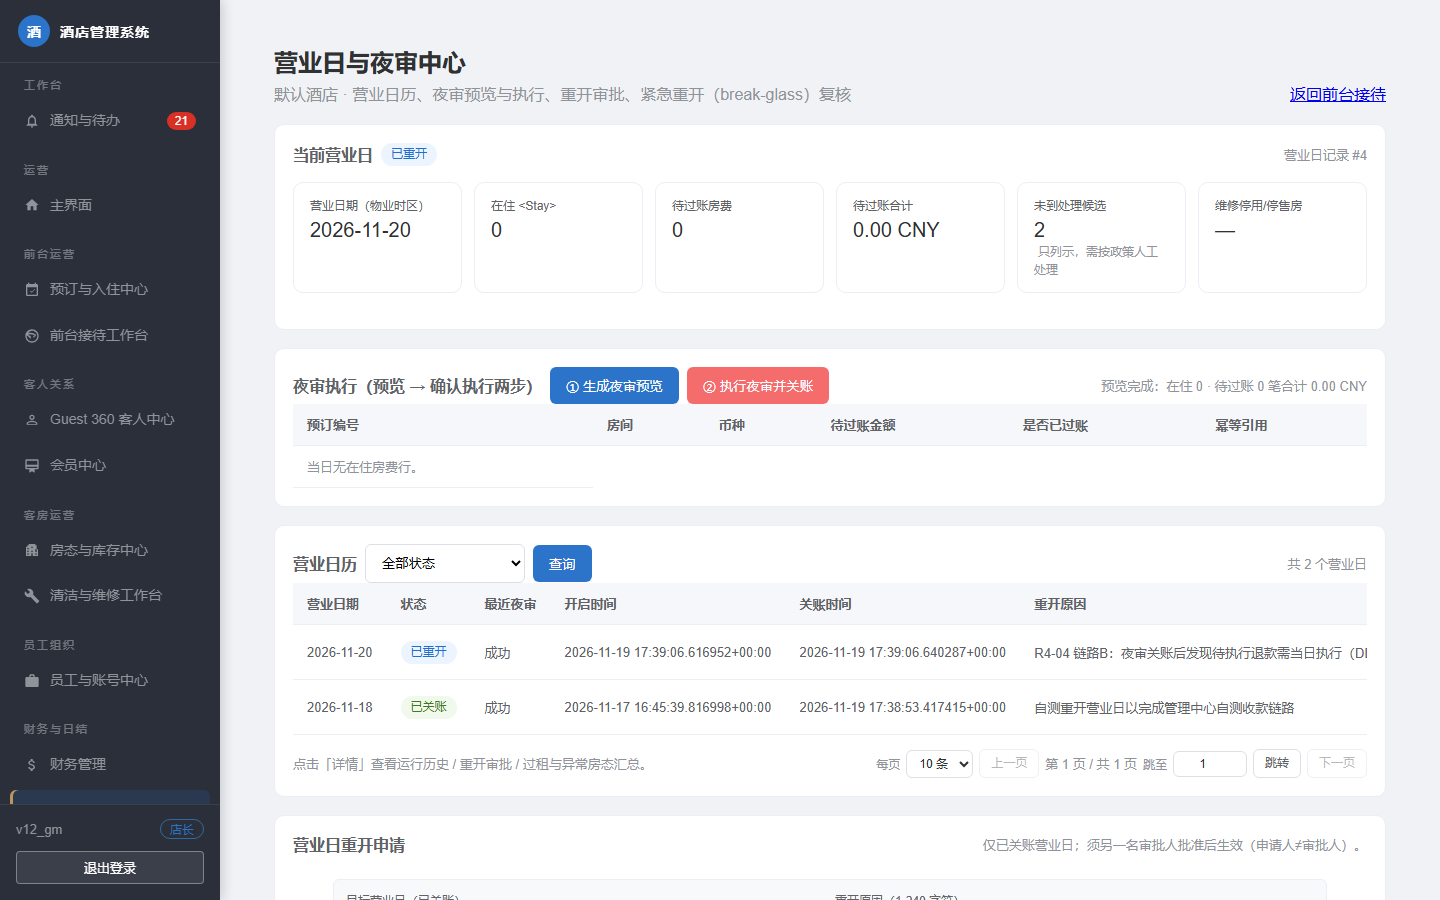 酒 酒店管理系统
工作台
通知与待办 21
运营
主界面
前台运营
预订与入住中心
前台接待工作台
客人关系
Guest 360 客人中心
会员中心
客房运营
房态与库存中心
清洁与维修工作台
员工组织
员工与账号中心
财务与日结
财务管理
v12_gm 店长
退出登录
营业日与夜审中心
默认酒店 · 营业日历、夜审预览与执行、重开审批、紧急重开（break-glass）复核
返回前台接待
当前营业日 已重开 营业日记录 #4
营业日期（物业时区）
2026-11-20
在住 <Stay>
0
待过账房费
0
待过账合计
0.00 CNY
未到处理候选
2
只列示，需按政策人工
处理
维修停用/停售房
—
夜审执行（预览 → 确认执行两步） ① 生成夜审预览 ② 执行夜审并关账 预览完成：在住 0 · 待过账 0 笔合计 0.00 CNY
预订编号 房间 币种 待过账金额 是否已过账 幂等引用
当日无在住房费行。
营业日历 全部状态 查询 共 2 个营业日
营业日期 状态 最近夜审 开启时间 关账时间 重开原因
2026-11-20 已重开 成功 2026-11-19 17:39:06.616952+00:00 2026-11-19 17:39:06.640287+00:00 R4-04 链路B：夜审关账后发现待执行退款需当日执行（DI
2026-11-18 已关账 成功 2026-11-17 16:45:39.816998+00:00 2026-11-19 17:38:53.417415+00:00 自测重开营业日以完成管理中心自测收款链路
点击「详情」查看运行历史 / 重开审批 / 过租与异常房态汇总。 每页 10 条 上一页 第 1 页 / 共 1 页 跳至 1 跳转 下一页
营业日重开申请 仅已关账营业日；须另一名审批人批准后生效（申请人≠审批人）。
目标营业日（已关账） 重开原因（1-240 字符）